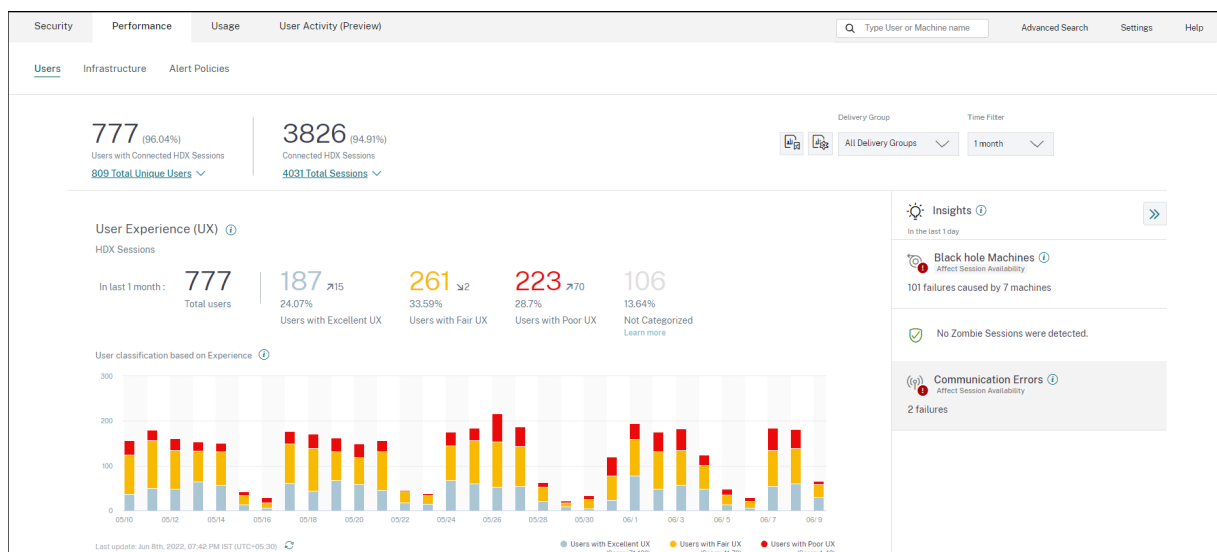 Security Performance Usage User Activity (Preview) Type User or Machine name Advanced Search Settings Help
Users Infrastructure Alert Policies
Delivery Group Time Filter
777 (96.04%) 3826 (94.91%)
Users with Connected HDX Sessions Connected HDX Sessions All Delivery Groups 1 month
809 Total Unique Users 4031 Total Sessions
Insights
In the last 1 day
User Experience (UX)
HDX Sessions
Black hole Machines
Affect Session Availability
101 failures caused by 7 machines
In last 1 month : 777 187 15 261 2 223 70 106
Total users 24.07% 33.59% 28.7% 13.64%
Users with Excellent UX Users with Fair UX Users with Poor UX Not Categorized
Learn more
No Zombie Sessions were detected.
User classification based on Experience
Communication Errors
Affect Session Availability
2 failures
300
200
100
0
05/10 05/12 05/14 05/16 05/18 05/20 05/22 05/24 05/26 05/28 05/30 06/1 06/3 06/5 06/7 06/9
Last update: Jun 8th, 2022, 07:42 PM IST (UTC+05:30) Users with Excellent UX Users with Fair UX Users with Poor UX